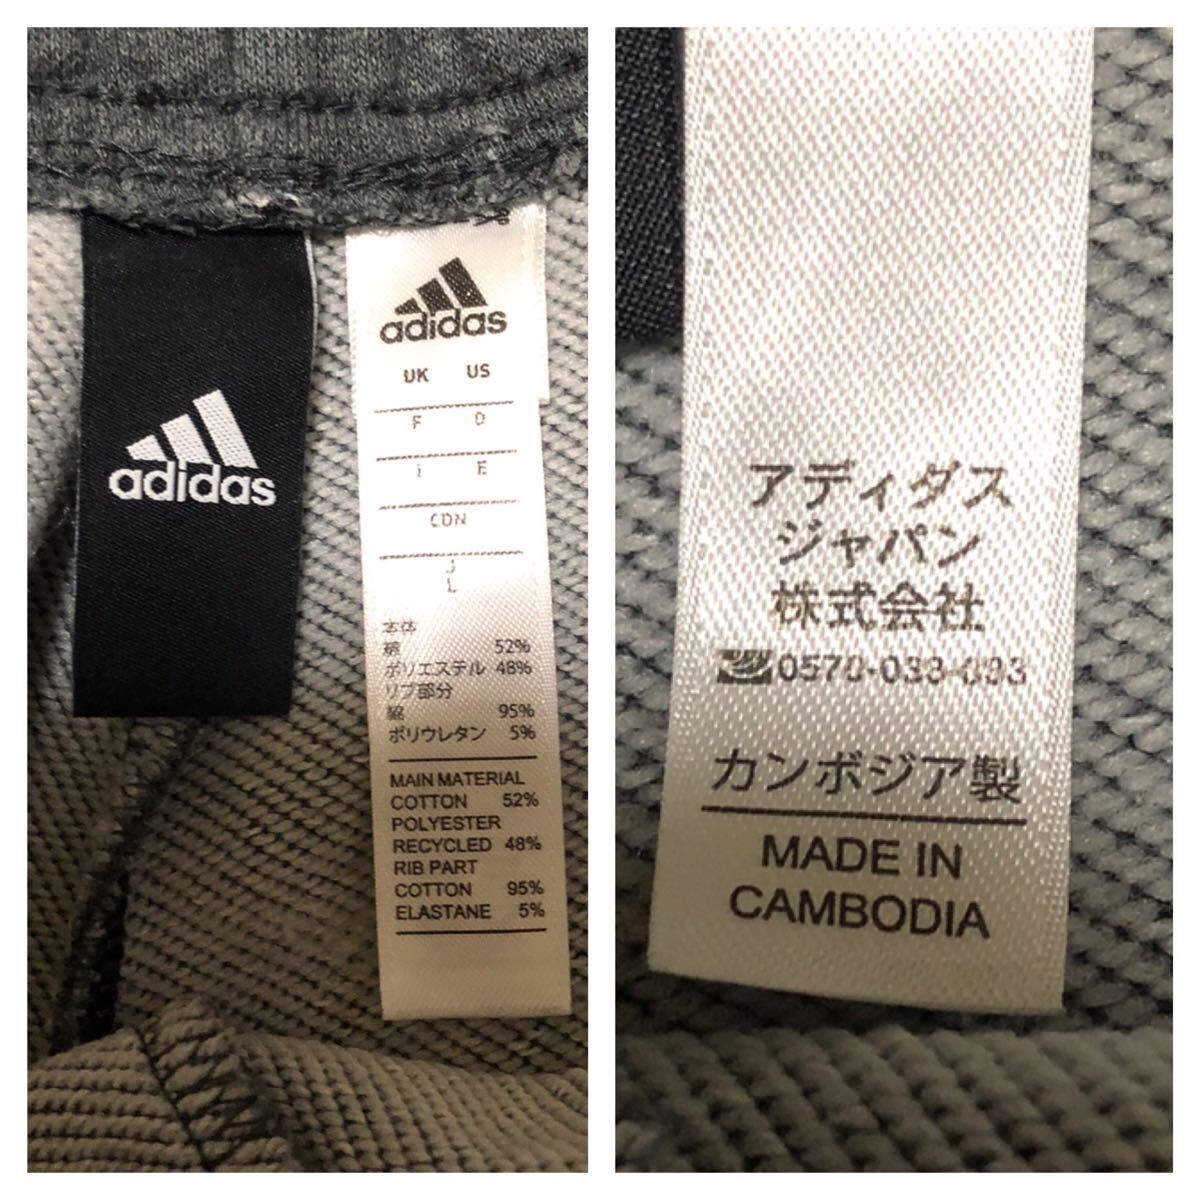 adidas
adidas
UK US
F D
I E
CDN
J
L
本体
綿 52%
ポリエステル 48%
リブ部分
綿 95%
ポリウレタン 5%
MAIN MATERIAL
COTTON 52%
POLYESTER
RECYCLED 48%
RIB PART
COTTON 95%
ELASTANE 5%
アディダス
ジャパン
株式会社
0570-033-033
カンボジア製
MADE IN
CAMBODIA